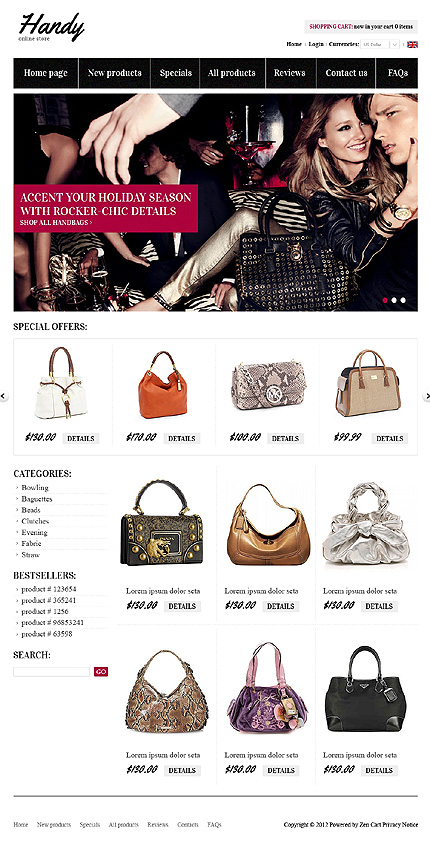 Handy
online store
SHOPPING CART: now in your cart 0 items
Home | Login | Currencies: US Dollar
Home page New products Specials All products Reviews Contact us FAQs
ACCENT YOUR HOLIDAY SEASON
WITH ROCKER-CHIC DETAILS
SHOP ALL HANDBAGS ›
SPECIAL OFFERS:
$130.00 DETAILS $170.00 DETAILS $100.00 DETAILS $99.99 DETAILS
CATEGORIES:
Bowling
Baguettes
Beads
Clutches
Evening
Fabric
Straw
BESTSELLERS:
product # 123654
product # 365241
product # 1256
product # 96853241
product # 63598
SEARCH:
GO
Lorem ipsum dolor seta Lorem ipsum dolor seta Lorem ipsum dolor seta
$130.00 DETAILS $130.00 DETAILS $130.00 DETAILS
Lorem ipsum dolor seta Lorem ipsum dolor seta Lorem ipsum dolor seta
$130.00 DETAILS $130.00 DETAILS $130.00 DETAILS
Home New products Specials All products Reviews Contacts FAQs Copyright © 2012 Powered by Zen Cart Privacy Notice